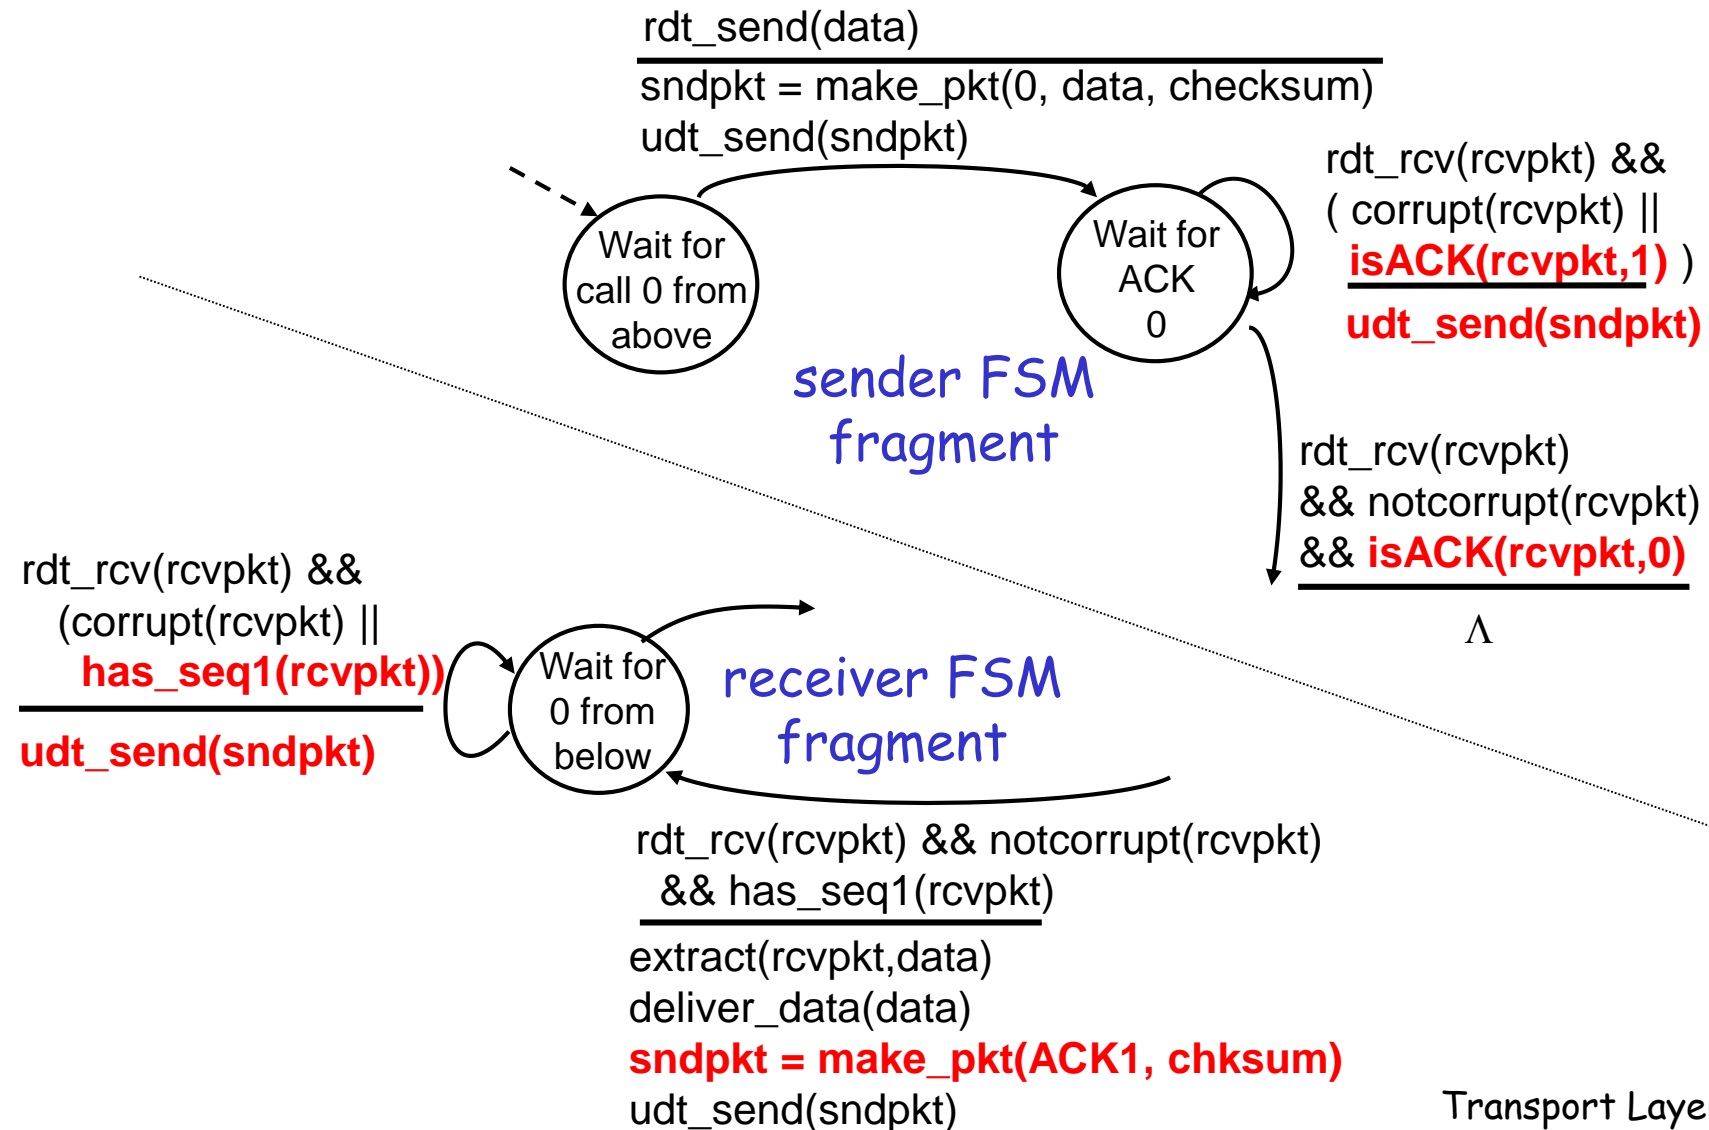 rdt_send(data)
sndpkt = make_pkt(0, data, checksum)
udt_send(sndpkt)
rdt_rcv(rcvpkt) &&
( corrupt(rcvpkt) ||
isACK(rcvpkt,1) )
udt_send(sndpkt)
Wait for
call 0 from
above
Wait for
ACK
0
sender FSM
fragment
rdt_rcv(rcvpkt)
&& notcorrupt(rcvpkt)
&& isACK(rcvpkt,0)
Λ
rdt_rcv(rcvpkt) &&
(corrupt(rcvpkt) ||
has_seq1(rcvpkt))
udt_send(sndpkt)
Wait for
0 from
below
receiver FSM
fragment
rdt_rcv(rcvpkt) && notcorrupt(rcvpkt)
&& has_seq1(rcvpkt)
extract(rcvpkt,data)
deliver_data(data)
sndpkt = make_pkt(ACK1, chksum)
udt_send(sndpkt)
Transport Laye